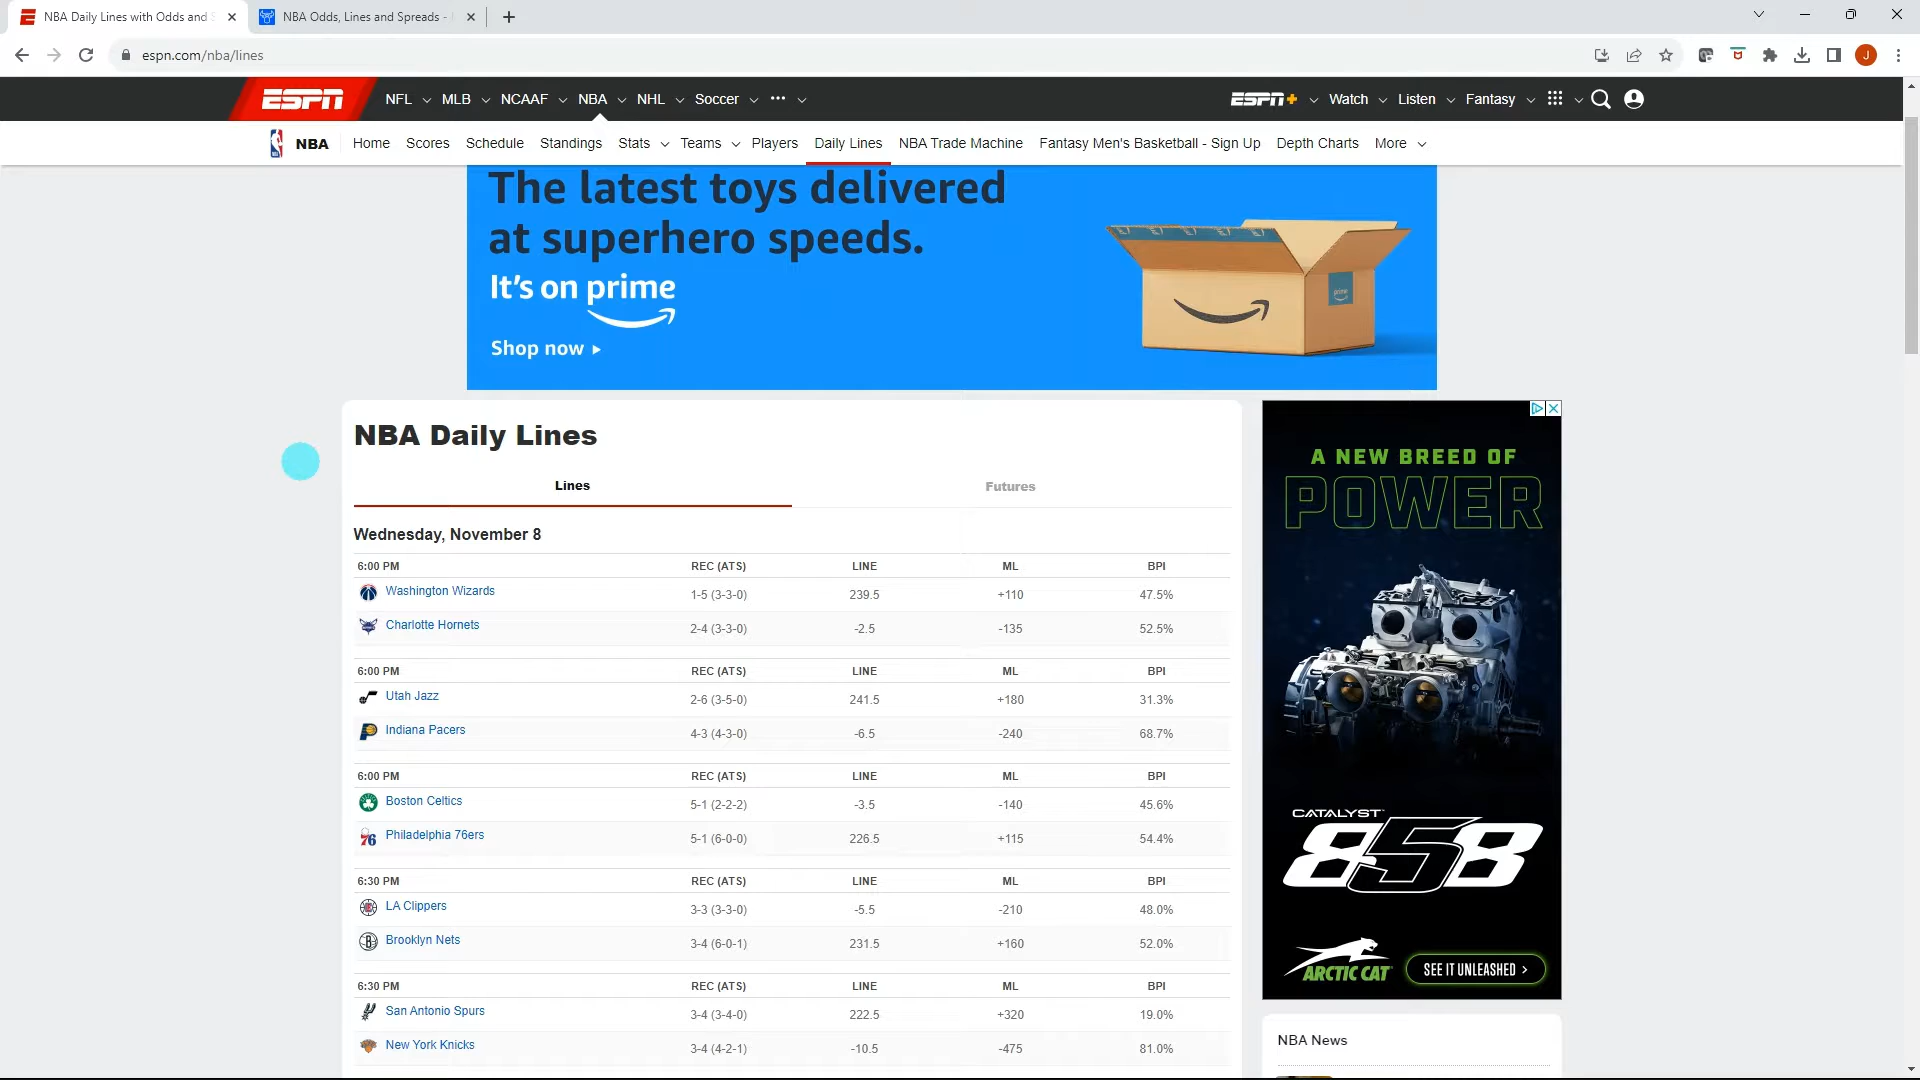 NBA Daily Lines with Odds and S
NBA Odds, Lines and Spreads -
espn.com/nba/lines
J
ESPN NFL MLB NCAAF NBA NHL Soccer ESPN+ Watch Listen Fantasy
NBA Home Scores Schedule Standings Stats Teams Players Daily Lines NBA Trade Machine Fantasy Men's Basketball - Sign Up Depth Charts More
The latest toys delivered
at superhero speeds.
It's on prime
Shop now
prime
NBA Daily Lines
Lines Futures
Wednesday, November 8
6:00 PM REC (ATS) LINE ML BPI
Washington Wizards 1-5 (3-3-0) 239.5 +110 47.5%
Charlotte Hornets 2-4 (3-3-0) -2.5 -135 52.5%
6:00 PM REC (ATS) LINE ML BPI
Utah Jazz 2-6 (3-5-0) 241.5 +180 31.3%
Indiana Pacers 4-3 (4-3-0) -6.5 -240 68.7%
6:00 PM REC (ATS) LINE ML BPI
Boston Celtics 5-1 (2-2-2) -3.5 -140 45.6%
76 Philadelphia 76ers 5-1 (6-0-0) 226.5 +115 54.4%
6:30 PM REC (ATS) LINE ML BPI
LA Clippers 3-3 (3-3-0) -5.5 -210 48.0%
Brooklyn Nets 3-4 (6-0-1) 231.5 +160 52.0%
6:30 PM REC (ATS) LINE ML BPI
San Antonio Spurs 3-4 (3-4-0) 222.5 +320 19.0%
New York Knicks 3-4 (4-2-1) -10.5 -475 81.0%
A NEW BREED OF
POWER
CATALYST
858
ARCTIC CAT SEE IT UNLEASHED >
NBA News